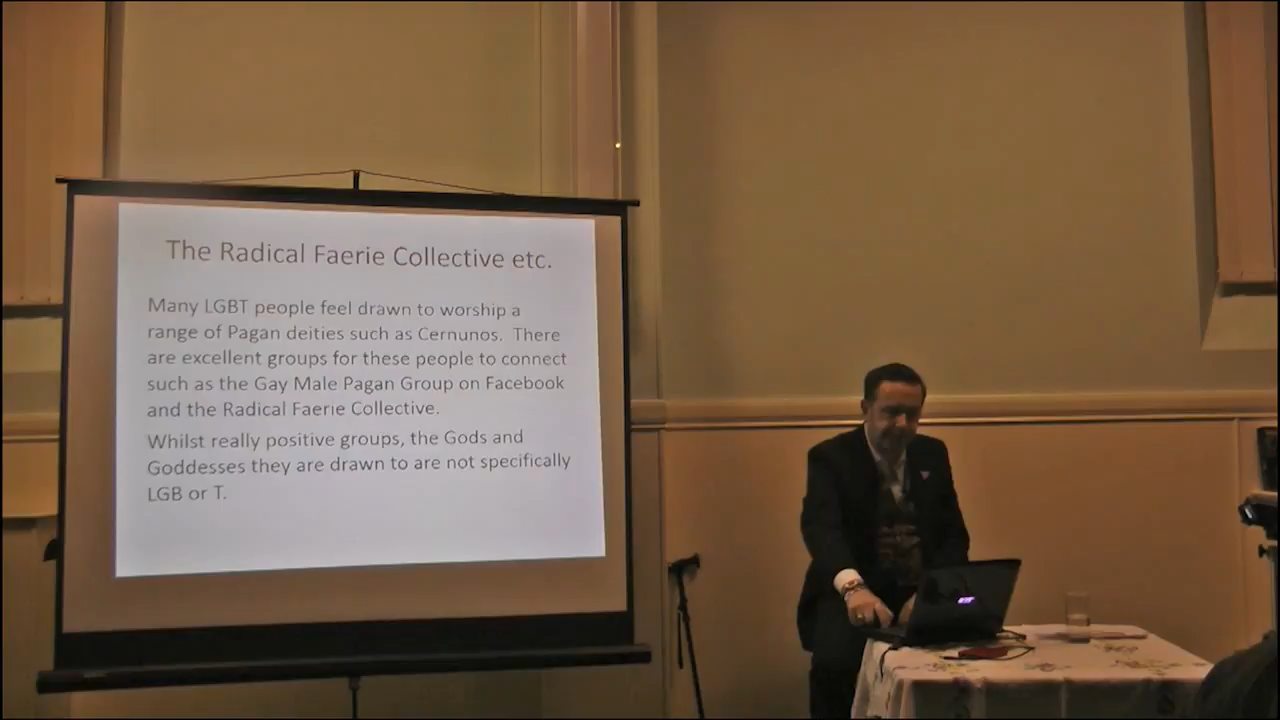 The Radical Faerie Collective etc.
Many LGBT people feel drawn to worship a
range of Pagan deities such as Cernunos. There
are excellent groups for these people to connect
such as the Gay Male Pagan Group on Facebook
and the Radical Faerie Collective.
Whilst really positive groups, the Gods and
Goddesses they are drawn to are not specifically
LGB or T.